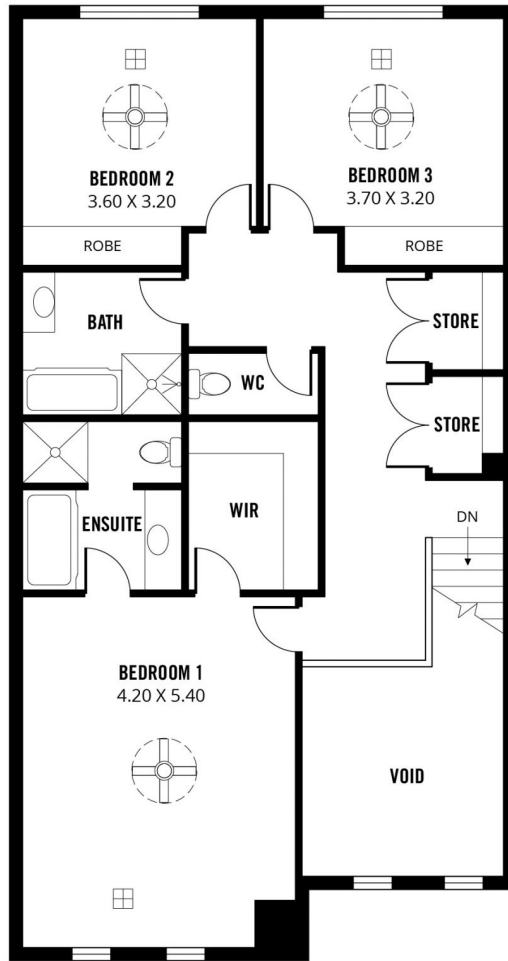 BEDROOM 2
3.60 X 3.20
BEDROOM 3
3.70 X 3.20
ROBE
ROBE
BATH
STORE
WC
STORE
ENSUITE
WIR
DN
BEDROOM 1
4.20 X 5.40
VOID